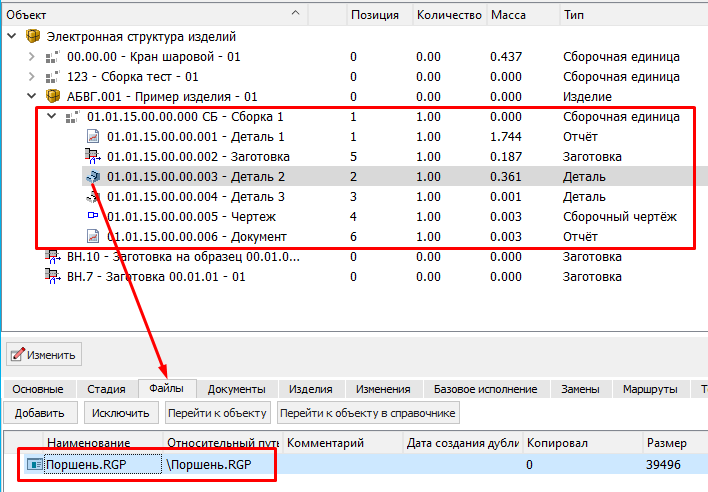 Объект Позиция Количество Масса Тип
Электронная структура изделий
00.00.00 - Кран шаровой - 01 0 0.00 0.437 Сборочная единица
123 - Сборка тест - 01 0 0.00 0.000 Сборочная единица
АБВГ.001 - Пример изделия - 01 0 0.00 0.000 Изделие
01.01.15.00.00.000 СБ - Сборка 1 1 1.00 0.000 Сборочная единица
01.01.15.00.00.001 - Деталь 1 1 1.00 1.744 Отчёт
01.01.15.00.00.002 - Заготовка 5 1.00 0.187 Заготовка
01.01.15.00.00.003 - Деталь 2 2 1.00 0.361 Деталь
01.01.15.00.00.004 - Деталь 3 3 1.00 0.001 Деталь
01.01.15.00.00.005 - Чертеж 4 1.00 0.003 Сборочный чертёж
01.01.15.00.00.006 - Документ 6 1.00 0.003 Отчёт
ВН.10 - Заготовка на образец 00.01.0... 0 0.00 0.000 Заготовка
ВН.7 - Заготовка 00.01.01 - 01 0 0.00 0.000 Заготовка
Изменить
Основные Стадия Файлы Документы Изделия Изменения Базовое исполнение Замены Маршруты
Добавить Исключить Перейти к объекту Перейти к объекту в справочнике
Наименование Относительный путь Комментарий Дата создания дубли Копировал Размер
Поршень.RGP \Поршень.RGP 0 39496